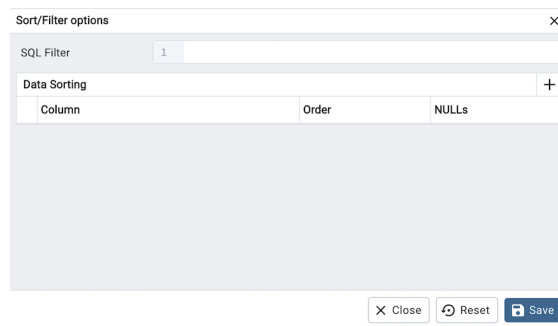 Sort/Filter options
SQL Filter 1
Data Sorting
Column Order NULLs
Close Reset Save